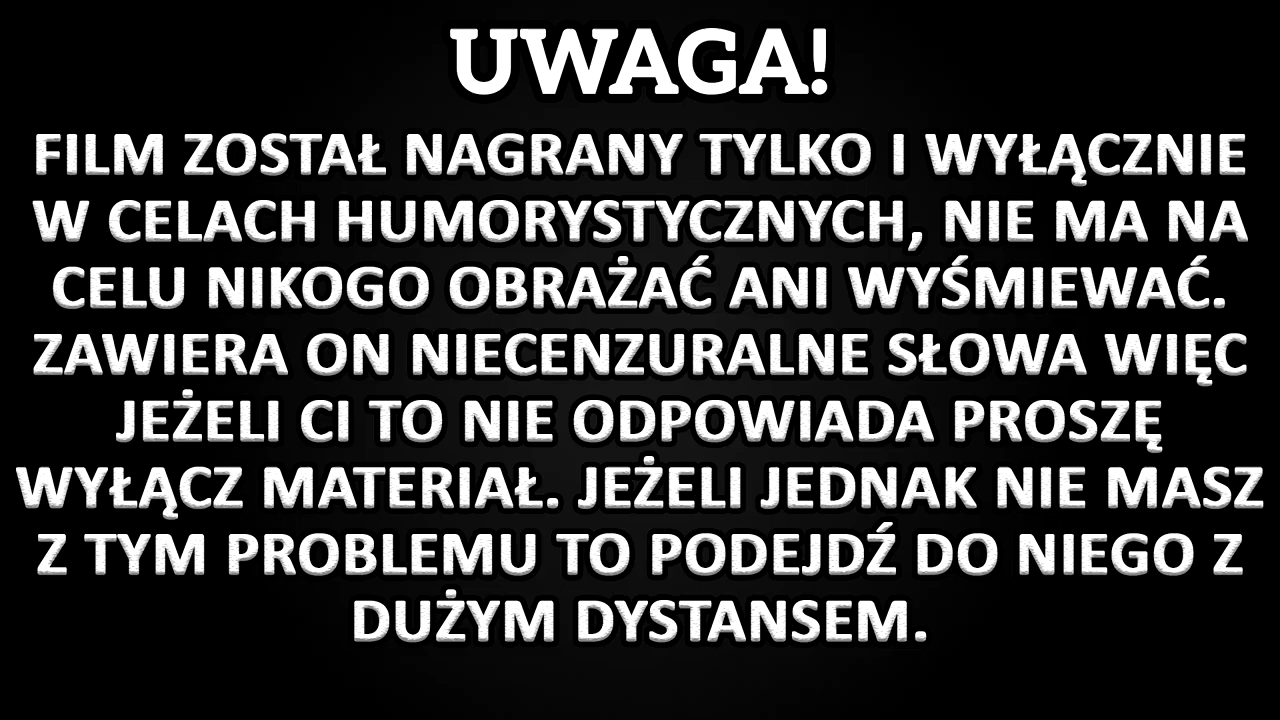 UWAGA!
FILM ZOSTAŁ NAGRANY TYLKO I WYŁĄCZNIE
W CELACH HUMORYSTYCZNYCH, NIE MA NA
CELU NIKOGO OBRAŻAĆ ANI WYŚMIEWAĆ.
ZAWIERA ON NIECENZURALNE SŁOWA WIĘC
JEŻELI CI TO NIE ODPOWIADA PROSZĘ
WYŁĄCZ MATERIAŁ. JEŻELI JEDNAK NIE MASZ
Z TYM PROBLEMU TO PODEJDŹ DO NIEGO Z
DUŻYM DYSTANSEM.